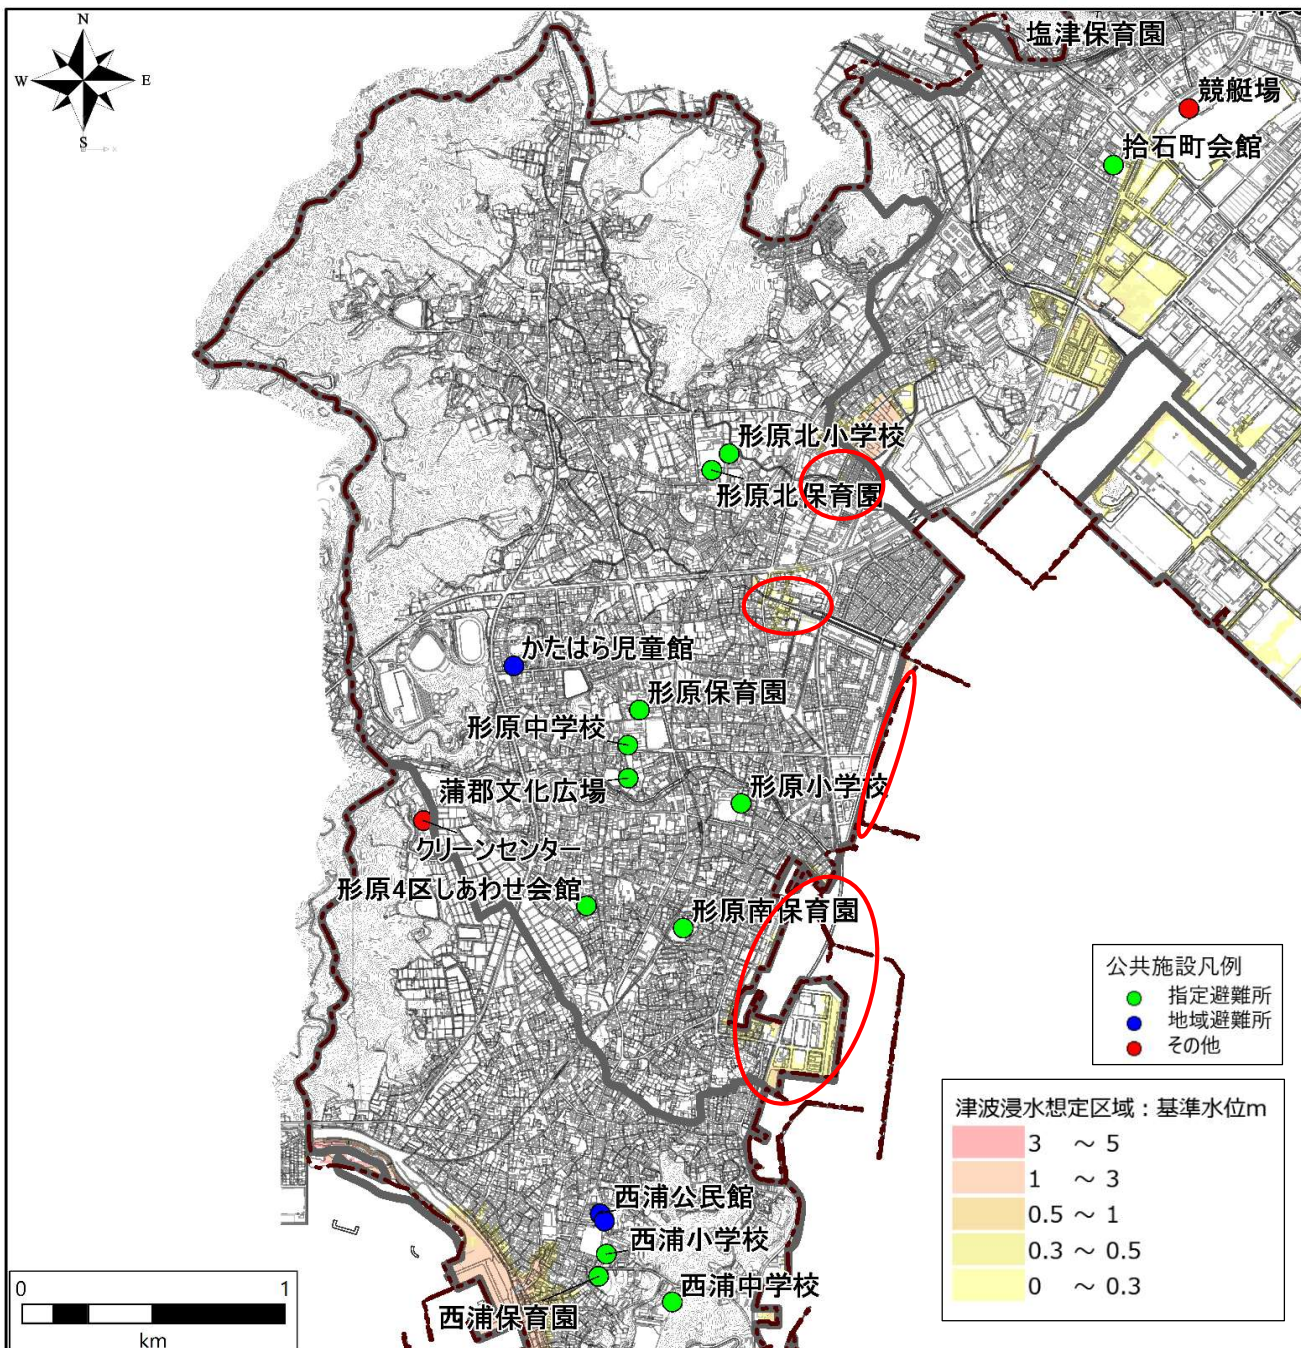 N
W
E
S
塩津保育園
競艇場
拾石町会館
形原北小学校
形原北保育園
かたはら児童館
形原保育園
形原中学校
蒲郡文化広場
形原小学校
クリーンセンター
形原4区しあわせ会館
形原南保育園
公共施設凡例
指定避難所
地域避難所
その他
津波浸水想定区域：基準水位m
3 ～ 5
1 ～ 3
0.5 ～ 1
0.3 ～ 0.5
0 ～ 0.3
西浦公民館
西浦小学校
西浦中学校
西浦保育園
0 1
km